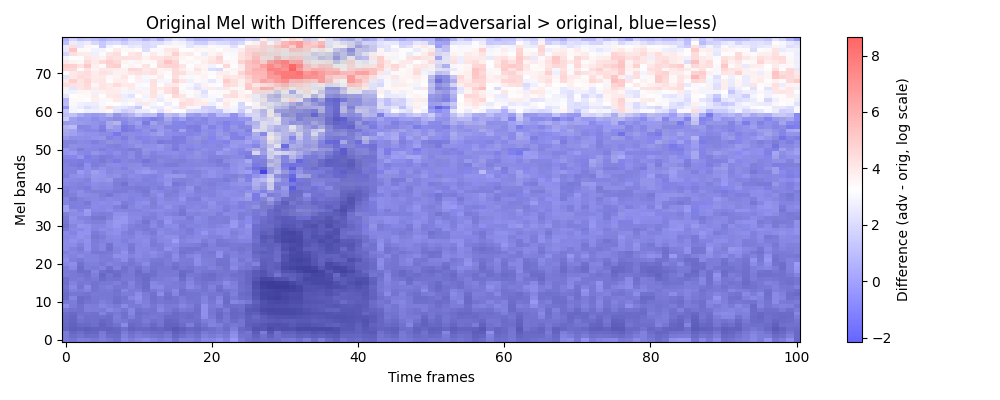 Original Mel with Differences (red=adversarial > original, blue=less)
Mel bands
70
60
50
40
30
20
10
0
0 20 40 60 80 100
Time frames
8
6
4
2
0
−2
Difference (adv - orig, log scale)